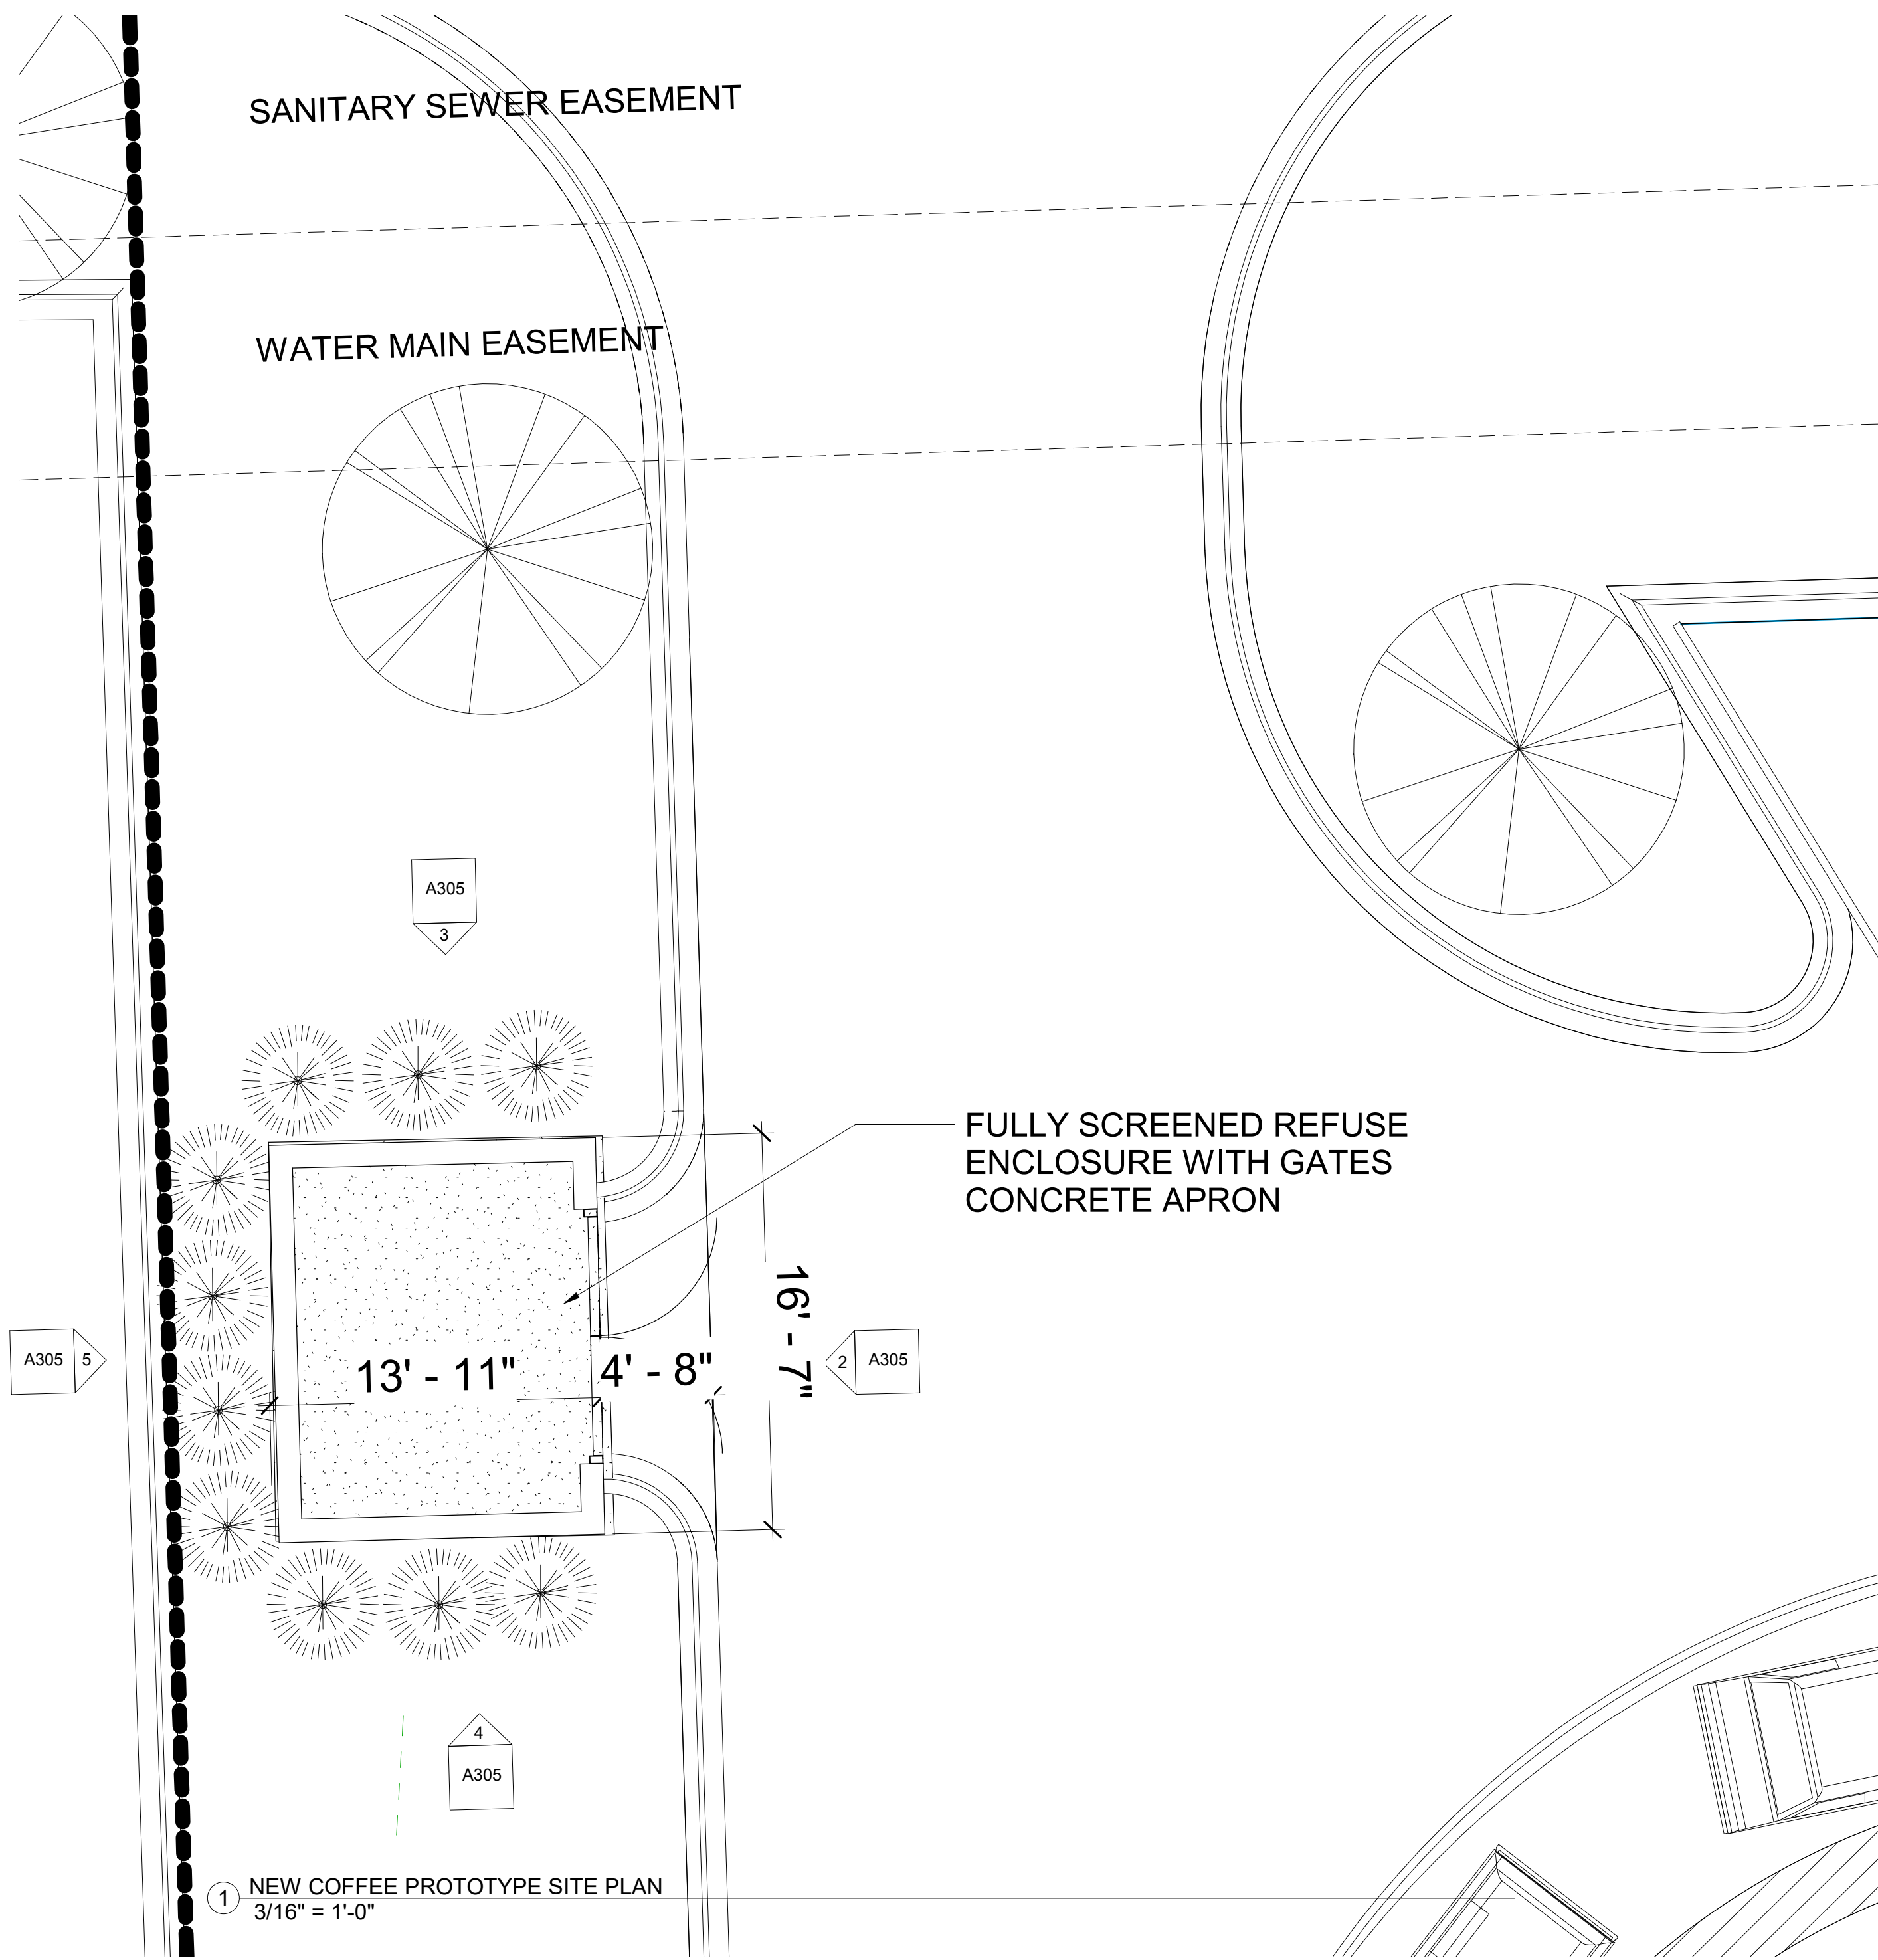 SANITARY SEWER EASEMENT
WATER MAIN EASEMENT
A305
3
FULLY SCREENED REFUSE
ENCLOSURE WITH GATES
CONCRETE APRON
16' - 7"
A305 5
13' - 11"
4' - 8"
2 A305
4
A305
1 NEW COFFEE PROTOTYPE SITE PLAN
3/16" = 1'-0"